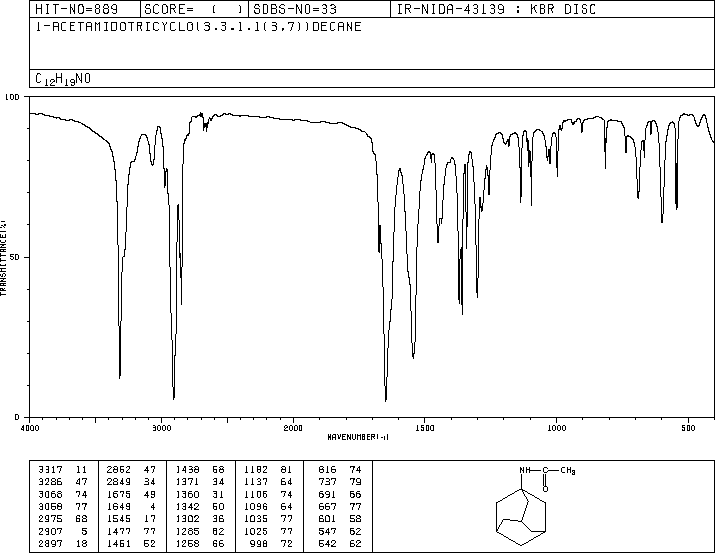 HIT-NO=889 SCORE= ( ) SDBS-NO=33 IR-NIDA-43139 : KBR DISC
1-ACETAMIDOTRICYCLO(3.3.1.1(3,7))DECANE
C12H19NO
100
50
0
TRANSMITTANCE(%)
4000 3000 2000 1500 1000 500
WAVENUMBER(-1)
3317 11 2852 47 1438 68 1182 81 816 74
3286 47 2849 34 1371 34 1137 64 737 79
3068 74 1675 49 1360 31 1106 74 691 66
3058 77 1649 4 1342 50 1096 64 667 77
2975 68 1545 17 1302 36 1035 77 601 58
2907 5 1477 77 1285 62 1025 77 547 62
2897 18 1451 52 1258 66 998 72 542 62
NH C CH3
O